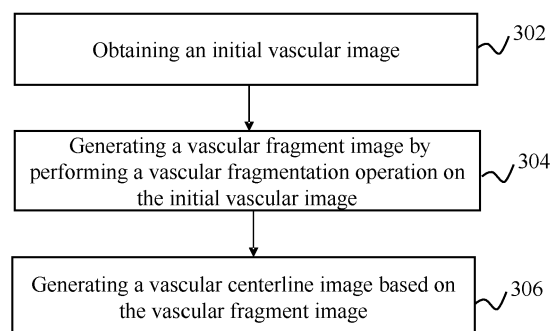 Obtaining an initial vascular image
302
Generating a vascular fragment image by
performing a vascular fragmentation operation on
the initial vascular image
304
Generating a vascular centerline image based on
the vascular fragment image
306